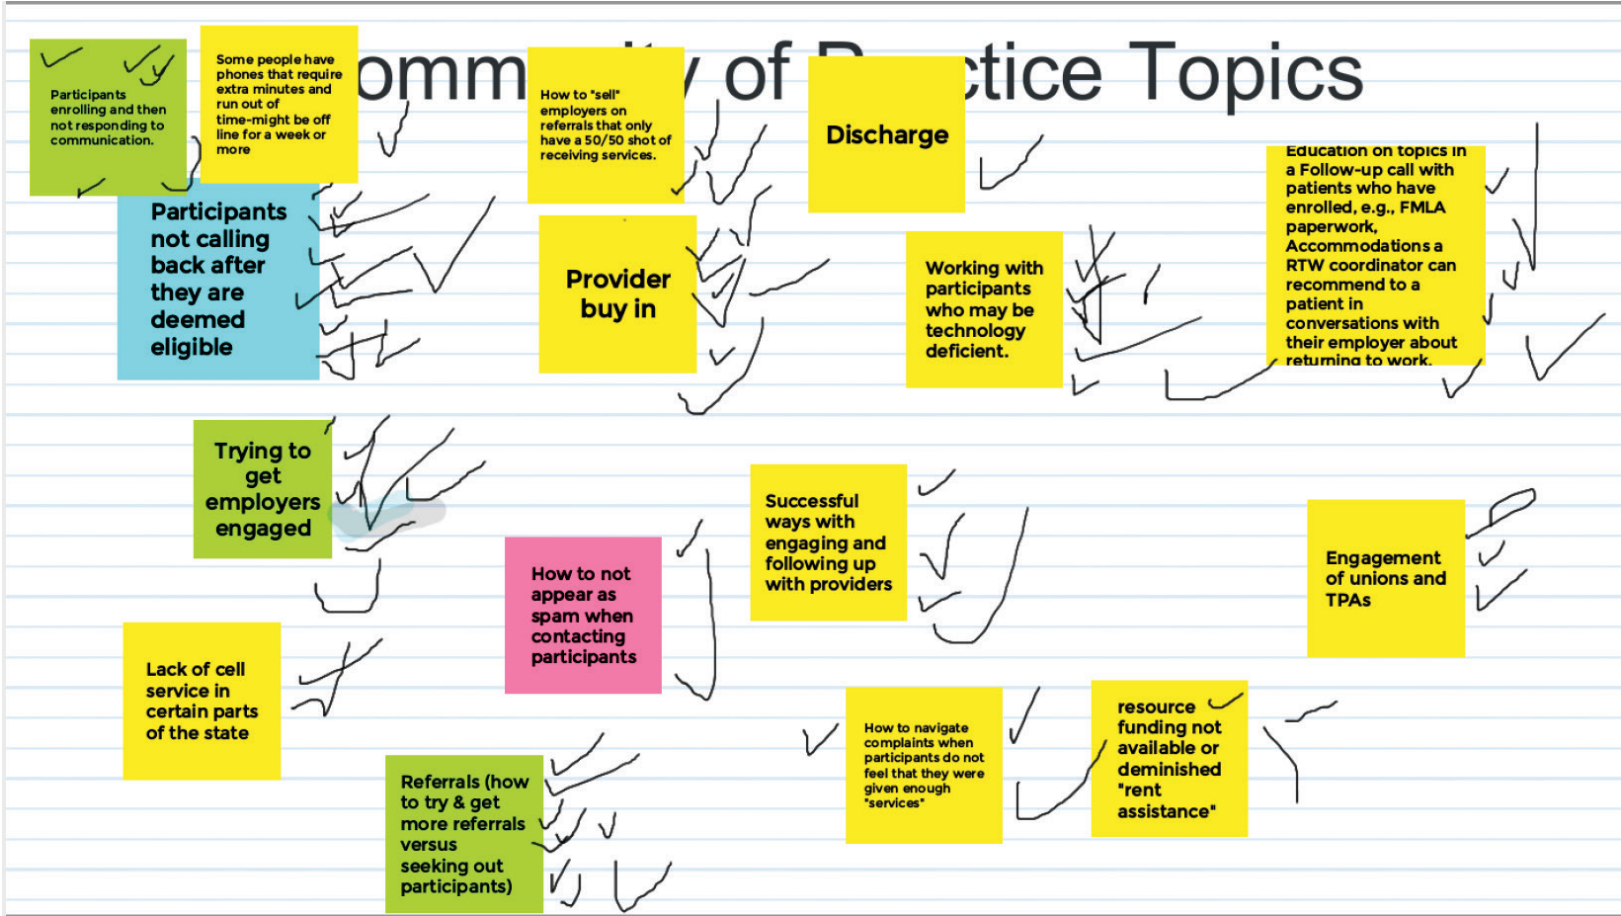 ommunity of Practice Topics
Participants
enrolling and then
not responding to
communication.
Some people have
phones that require
extra minutes and
run out of
time-might be off
line for a week or
more
How to "sell"
employers on
referrals that only
have a 50/50 shot of
receiving services.
Discharge
Education on topics in
a Follow-up call with
patients who have
enrolled, e.g., FMLA
paperwork,
Accommodations a
RTW coordinator can
recommend to a
patient in
conversations with
their employer about
returning to work.
Participants
not calling
back after
they are
deemed
eligible
Provider
buy in
Working with
participants
who may be
technology
deficient.
Trying to
get
employers
engaged
How to not
appear as
spam when
contacting
participants
Successful
ways with
engaging and
following up
with providers
Engagement
of unions and
TPAs
Lack of cell
service in
certain parts
of the state
Referrals (how
to try & get
more referrals
versus
seeking out
participants)
How to navigate
complaints when
participants do not
feel that they were
given enough
"services"
resource
funding not
available or
deminished
"rent
assistance"